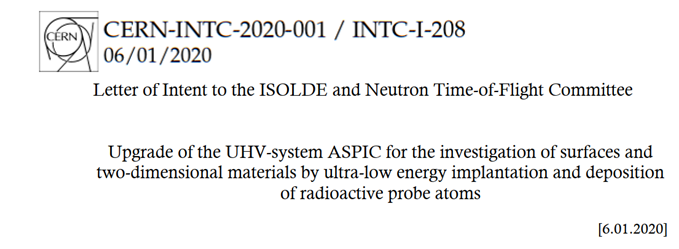 CERN
CERN-INTC-2020-001 / INTC-I-208
06/01/2020
Letter of Intent to the ISOLDE and Neutron Time-of-Flight Committee
Upgrade of the UHV-system ASPIC for the investigation of surfaces and
two-dimensional materials by ultra-low energy implantation and deposition
of radioactive probe atoms
[6.01.2020]